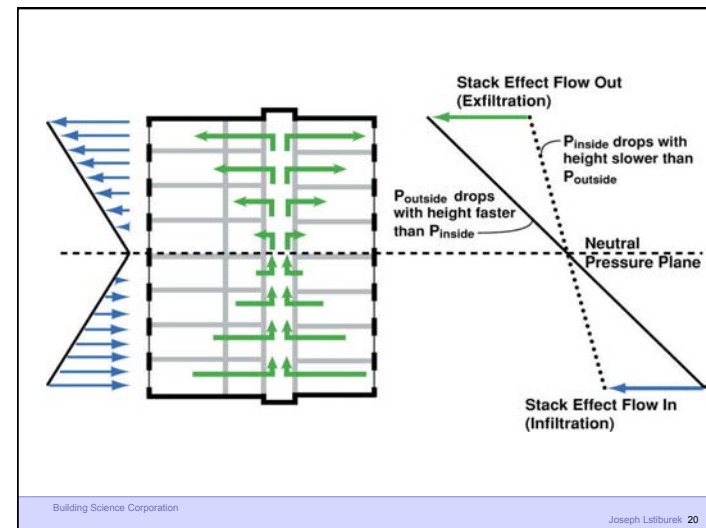 Stack Effect Flow Out
(Exfiltration)
Pinside drops with
height slower than
Poutside
Poutside drops
with height faster
than Pinside
Neutral
Pressure Plane
Stack Effect Flow In
(Infiltration)
Building Science Corporation
Joseph Lstiburek 20